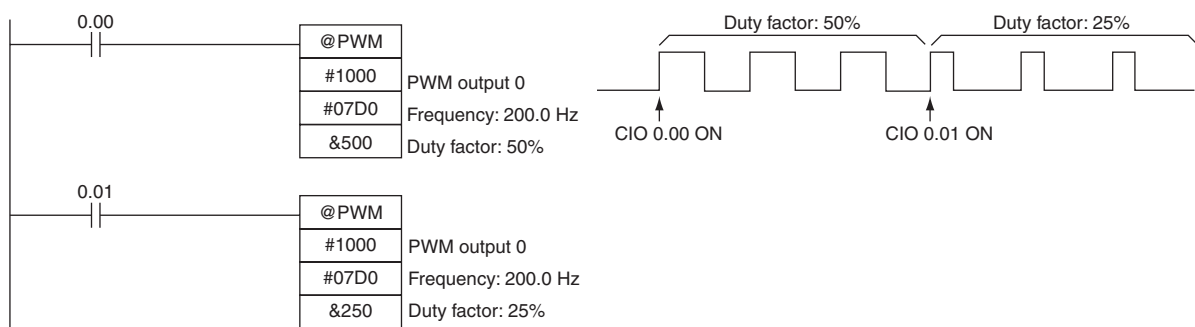 0.00
@PWM
#1000 PWM output 0
#07D0 Frequency: 200.0 Hz
&500 Duty factor: 50%
Duty factor: 50% Duty factor: 25%
CIO 0.00 ON CIO 0.01 ON
0.01
@PWM
#1000 PWM output 0
#07D0 Frequency: 200.0 Hz
&250 Duty factor: 25%